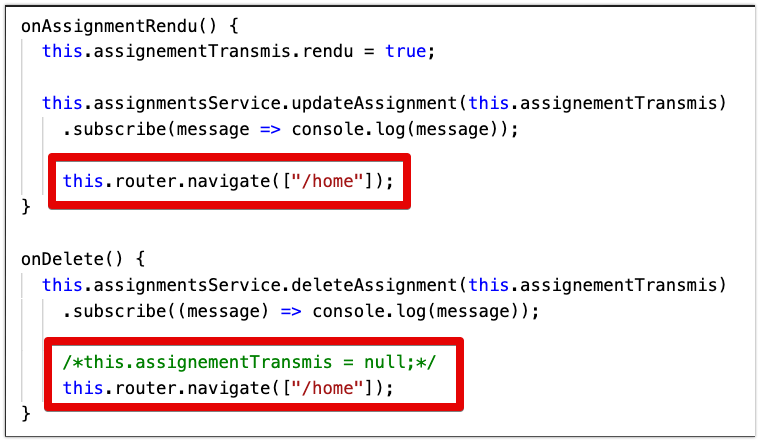 onAssignmentRendu() {
this.assignementTransmis.rendu = true;
this.assignmentsService.updateAssignment(this.assignementTransmis)
.subscribe(message => console.log(message));
this.router.navigate(["/home"]);
}
onDelete() {
this.assignmentsService.deleteAssignment(this.assignementTransmis)
.subscribe((message) => console.log(message));
/*this.assignementTransmis = null;*/
this.router.navigate(["/home"]);
}